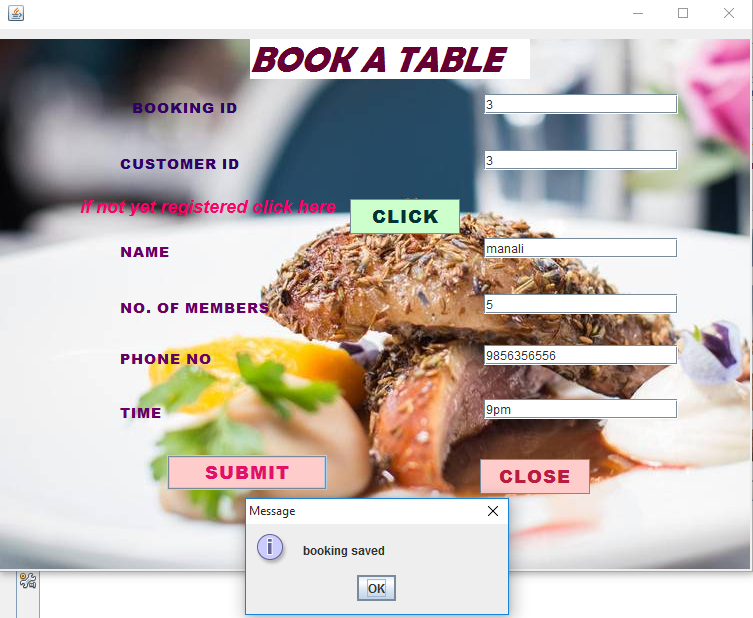 BOOK A TABLE
BOOKING ID 3
CUSTOMER ID 3
if not yet registered click here CLICK
NAME manali
NO. OF MEMBERS 5
PHONE NO 9856356556
TIME 9pm
SUBMIT CLOSE
Message
booking saved
OK